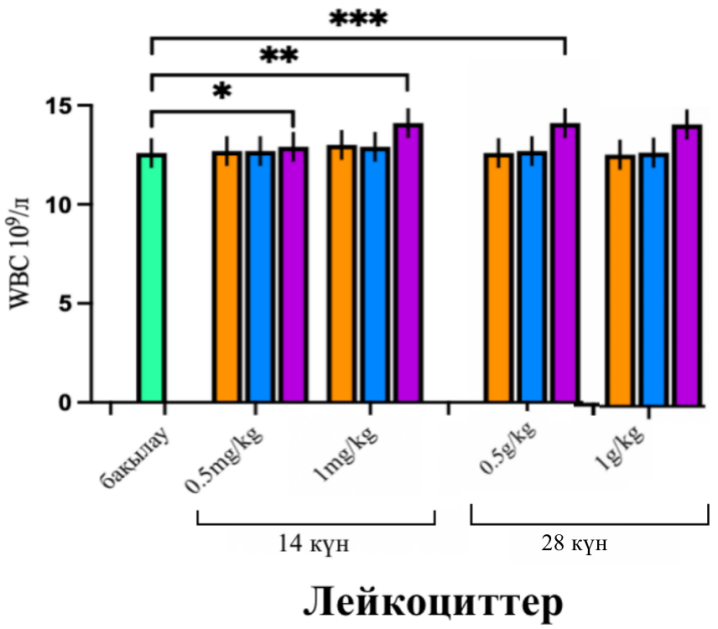 ***
**
*
15
10
5
0
WBC 10⁹/л
бақылау
0.5mg/kg
1mg/kg
0.5g/kg
1g/kg
14 күн
28 күн
Лейкоциттер